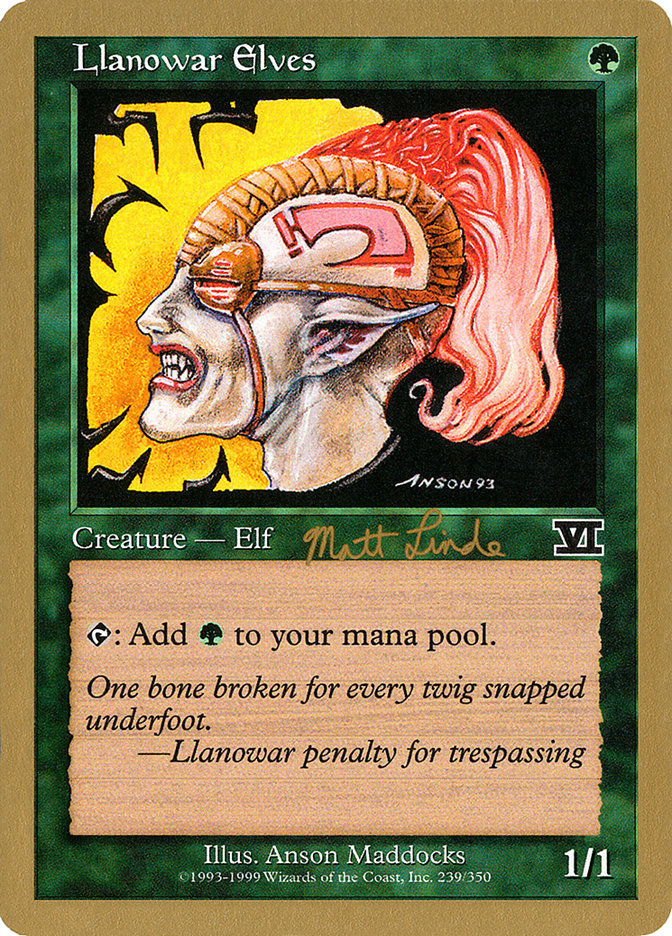 Llanowar Elves
ANSON93
Creature — Elf Matt Linde VI
: Add to your mana pool.
One bone broken for every twig snapped
underfoot.
—Llanowar penalty for trespassing
Illus. Anson Maddocks
©1993-1999 Wizards of the Coast, Inc. 239/350
1/1